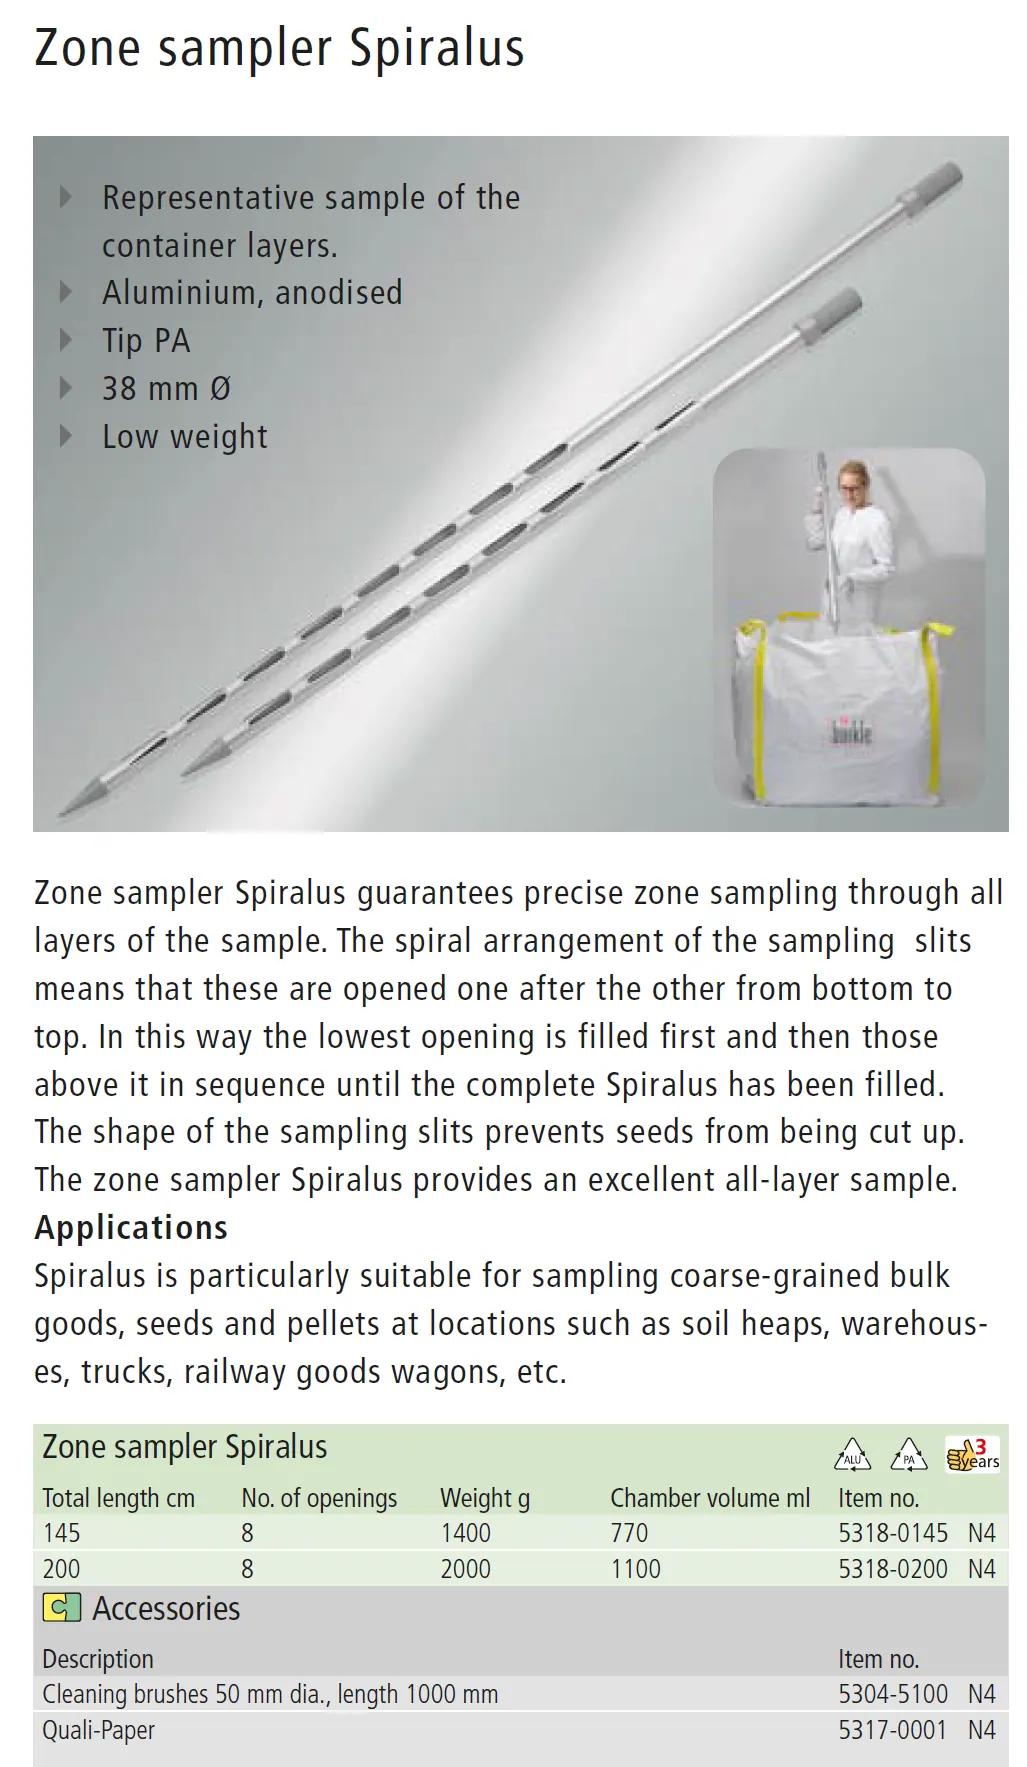 Zone sampler Spiralus
Representative sample of the
container layers.
Aluminium, anodised
Tip PA
38 mm Ø
Low weight
bürkle
Zone sampler Spiralus guarantees precise zone sampling through all
layers of the sample. The spiral arrangement of the sampling slits
means that these are opened one after the other from bottom to
top. In this way the lowest opening is filled first and then those
above it in sequence until the complete Spiralus has been filled.
The shape of the sampling slits prevents seeds from being cut up.
The zone sampler Spiralus provides an excellent all-layer sample.
Applications
Spiralus is particularly suitable for sampling coarse-grained bulk
goods, seeds and pellets at locations such as soil heaps, warehous-
es, trucks, railway goods wagons, etc.
Zone sampler Spiralus ALU PA 3 years
Total length cm No. of openings Weight g Chamber volume ml Item no.
145 8 1400 770 5318-0145 N4
200 8 2000 1100 5318-0200 N4
Accessories
Description Item no.
Cleaning brushes 50 mm dia., length 1000 mm 5304-5100 N4
Quali-Paper 5317-0001 N4